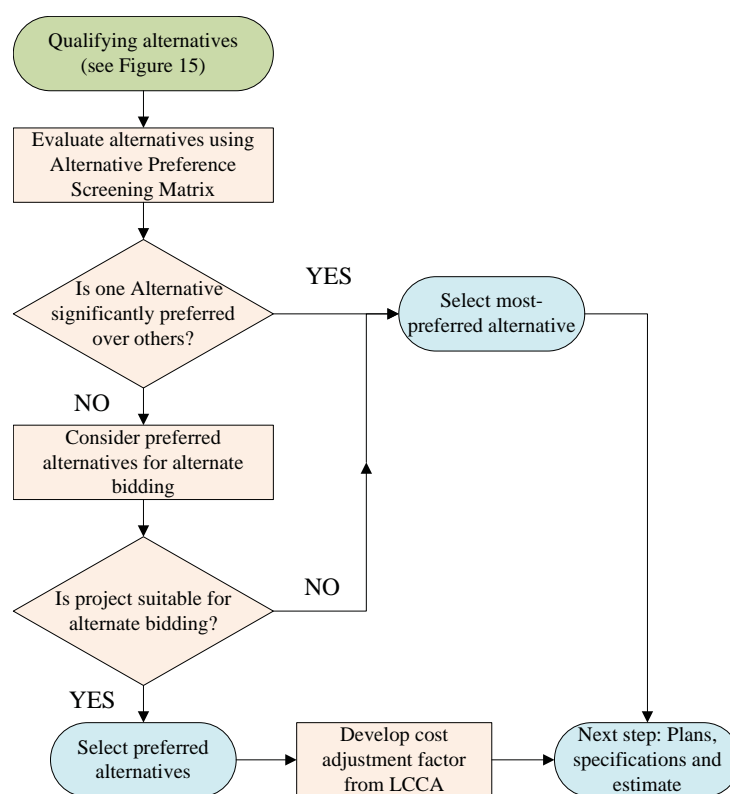 Qualifying alternatives
(see Figure 15)
Evaluate alternatives using
Alternative Preference
Screening Matrix
Is one Alternative
significantly preferred
over others?
YES
Select most-
preferred alternative
NO
Consider preferred
alternatives for alternate
bidding
Is project suitable for
alternate bidding?
NO
YES
Select preferred
alternatives
Develop cost
adjustment factor
from LCCA
Next step: Plans,
specifications and
estimate